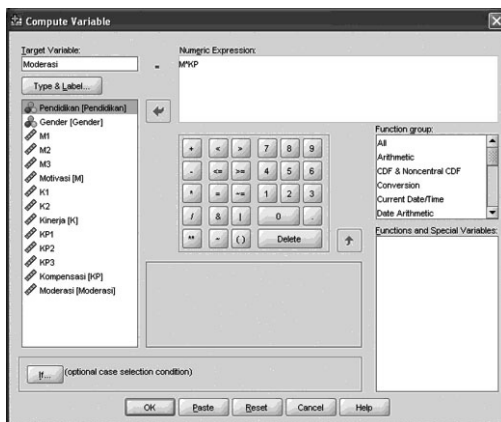 Compute Variable
Target Variable:
Moderasi
=
Numeric Expression:
M*KP
Type & Label...
Pendidikan [Pendidikan]
Gender [Gender]
M1
M2
M3
Motivasi [M]
K1
K2
Kinerja [K]
KP1
KP2
KP3
Kompensasi [KP]
Moderasi [Moderasi]
+ < > 7 8 9
- <= >= 4 5 6
* = ~= 1 2 3
/ & | 0 .
** ~ ( ) Delete
Function group:
All
Arithmetic
CDF & Noncentral CDF
Conversion
Current Date/Time
Date Arithmetic
Functions and Special Variables:
If... (optional case selection condition)
OK Paste Reset Cancel Help